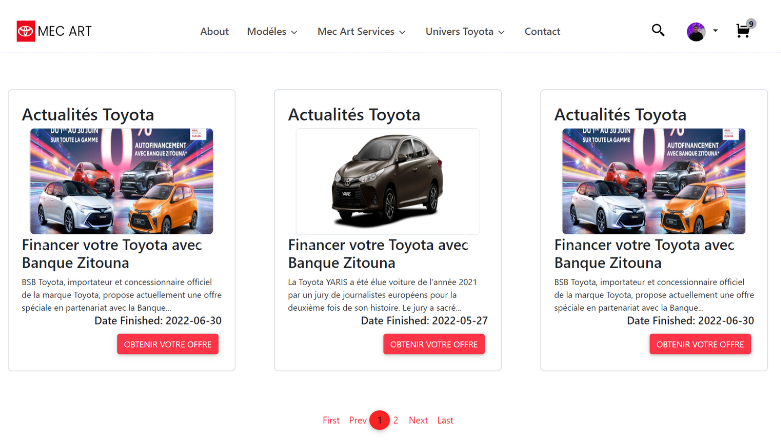 MEC ART
About
Modéles
Mec Art Services
Univers Toyota
Contact
9
Actualités Toyota
DU 1ER AU 30 JUIN
SUR TOUTE LA GAMME
0%
AUTOFINANCEMENT
AVEC BANQUE ZITOUNA*
Financer votre Toyota avec
Banque Zitouna
BSB Toyota, importateur et concessionnaire officiel
de la marque Toyota, propose actuellement une offre
spéciale en partenariat avec la Banque...
Date Finished: 2022-06-30
OBTENIR VOTRE OFFRE
Actualités Toyota
Financer votre Toyota avec
Banque Zitouna
La Toyota YARIS a été élue voiture de l'année 2021
par un jury de journalistes européens pour la
deuxième fois de son histoire. Le jury a sacré...
Date Finished: 2022-05-27
OBTENIR VOTRE OFFRE
Actualités Toyota
DU 1ER AU 30 JUIN
SUR TOUTE LA GAMME
0%
AUTOFINANCEMENT
AVEC BANQUE ZITOUNA*
Financer votre Toyota avec
Banque Zitouna
BSB Toyota, importateur et concessionnaire officiel
de la marque Toyota, propose actuellement une offre
spéciale en partenariat avec la Banque...
Date Finished: 2022-06-30
OBTENIR VOTRE OFFRE
First Prev 1 2 Next Last